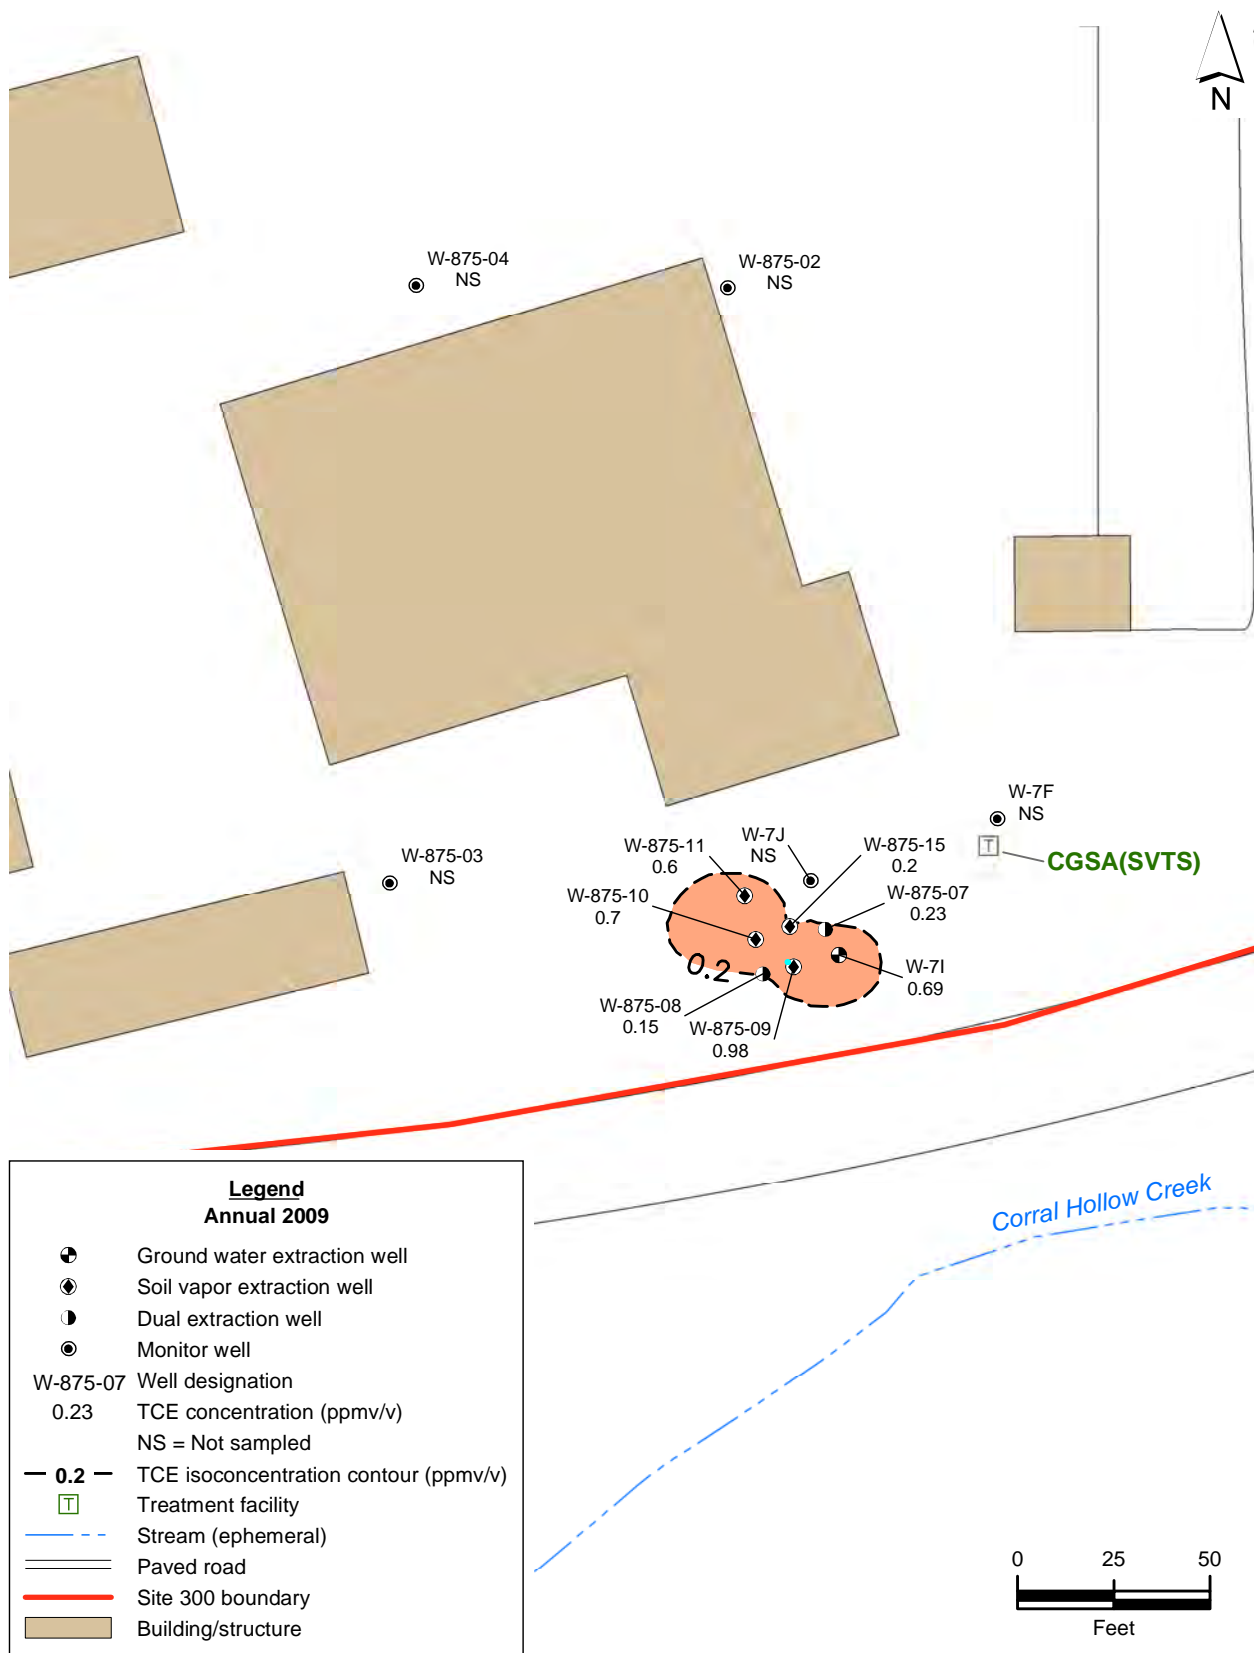 N
W-875-04
NS
W-875-02
NS
W-7F
NS
T
CGSA(SVTS)
W-7J
NS
W-875-11
0.6
W-875-15
0.2
W-875-03
NS
W-875-10
0.7
W-875-07
0.23
0.2
W-7I
0.69
W-875-08
0.15
W-875-09
0.98
Corral Hollow Creek
Legend
Annual 2009
Ground water extraction well
Soil vapor extraction well
Dual extraction well
Monitor well
W-875-07 Well designation
0.23 TCE concentration (ppmv/v)
NS = Not sampled
0.2 TCE isoconcentration contour (ppmv/v)
T Treatment facility
Stream (ephemeral)
Paved road
Site 300 boundary
Building/structure
0 25 50
Feet